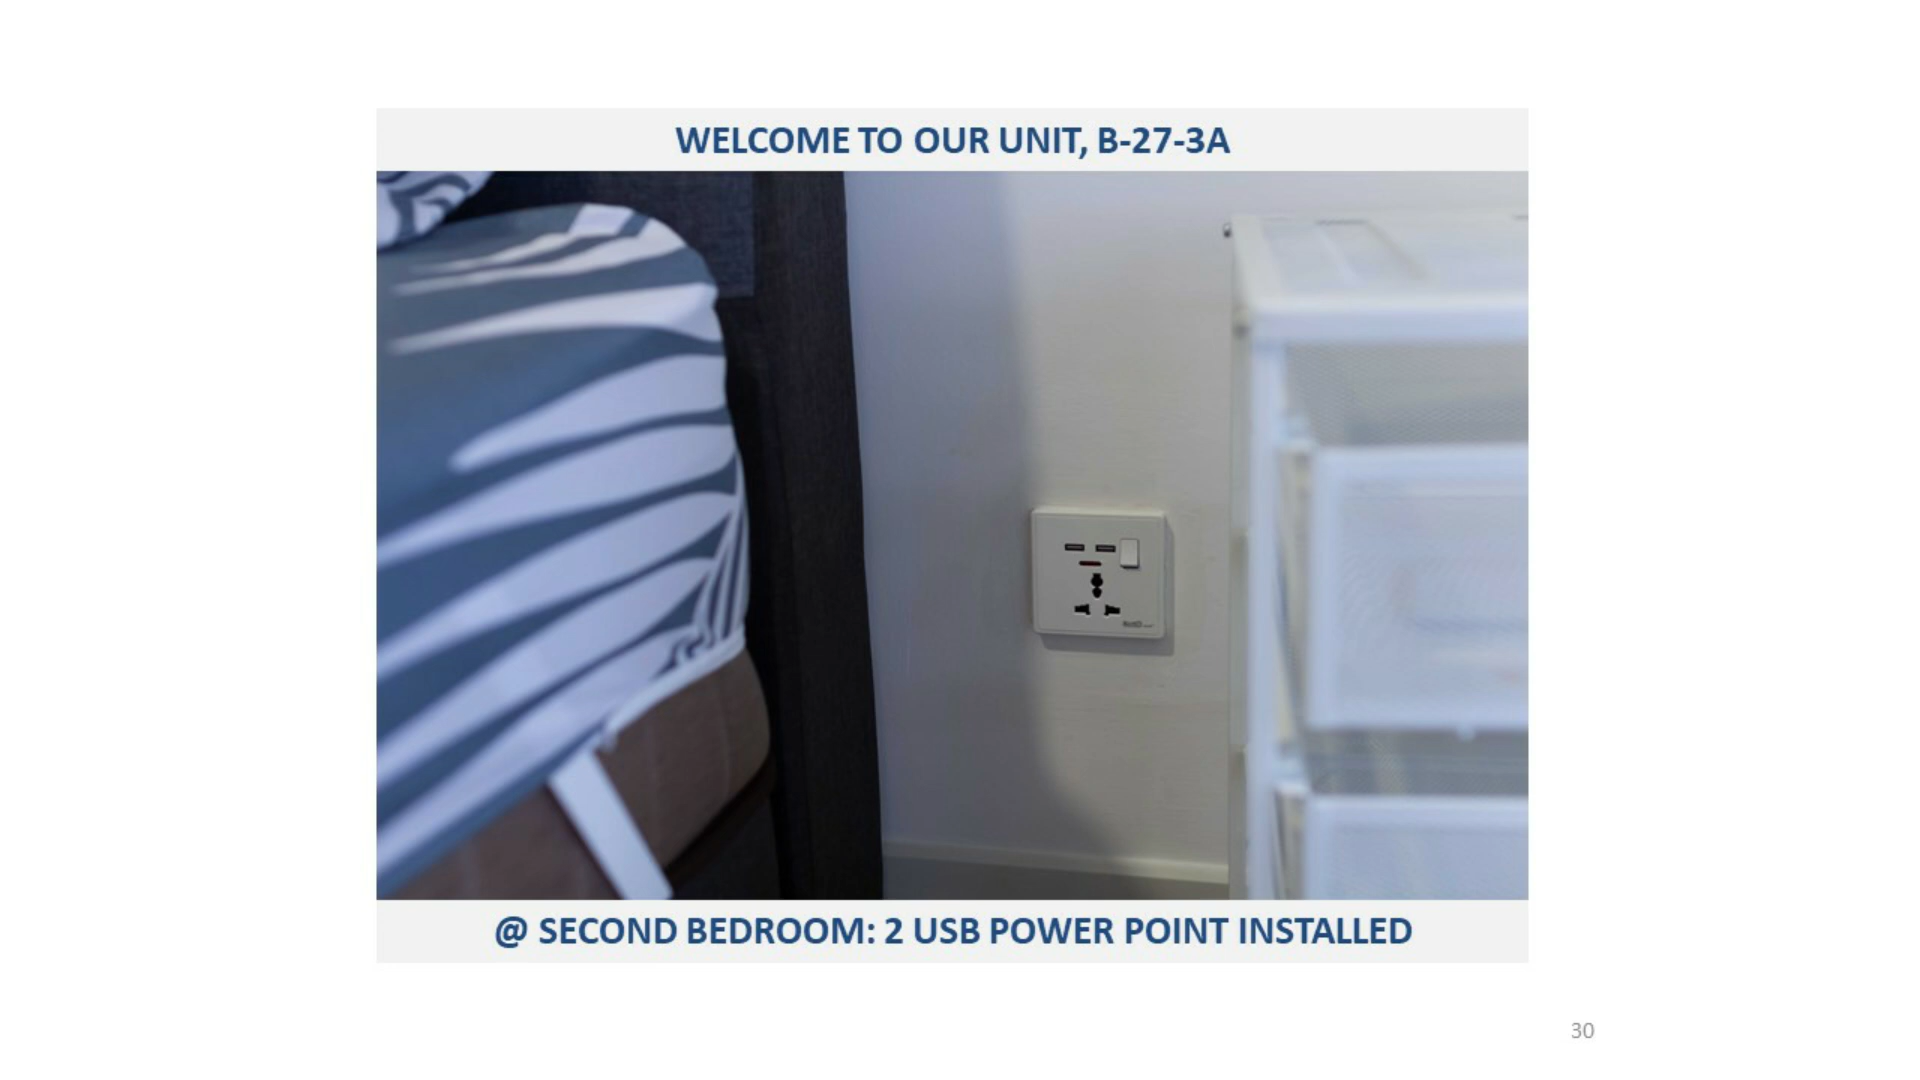 WELCOME TO OUR UNIT, B-27-3A
@ SECOND BEDROOM: 2 USB POWER POINT INSTALLED
30